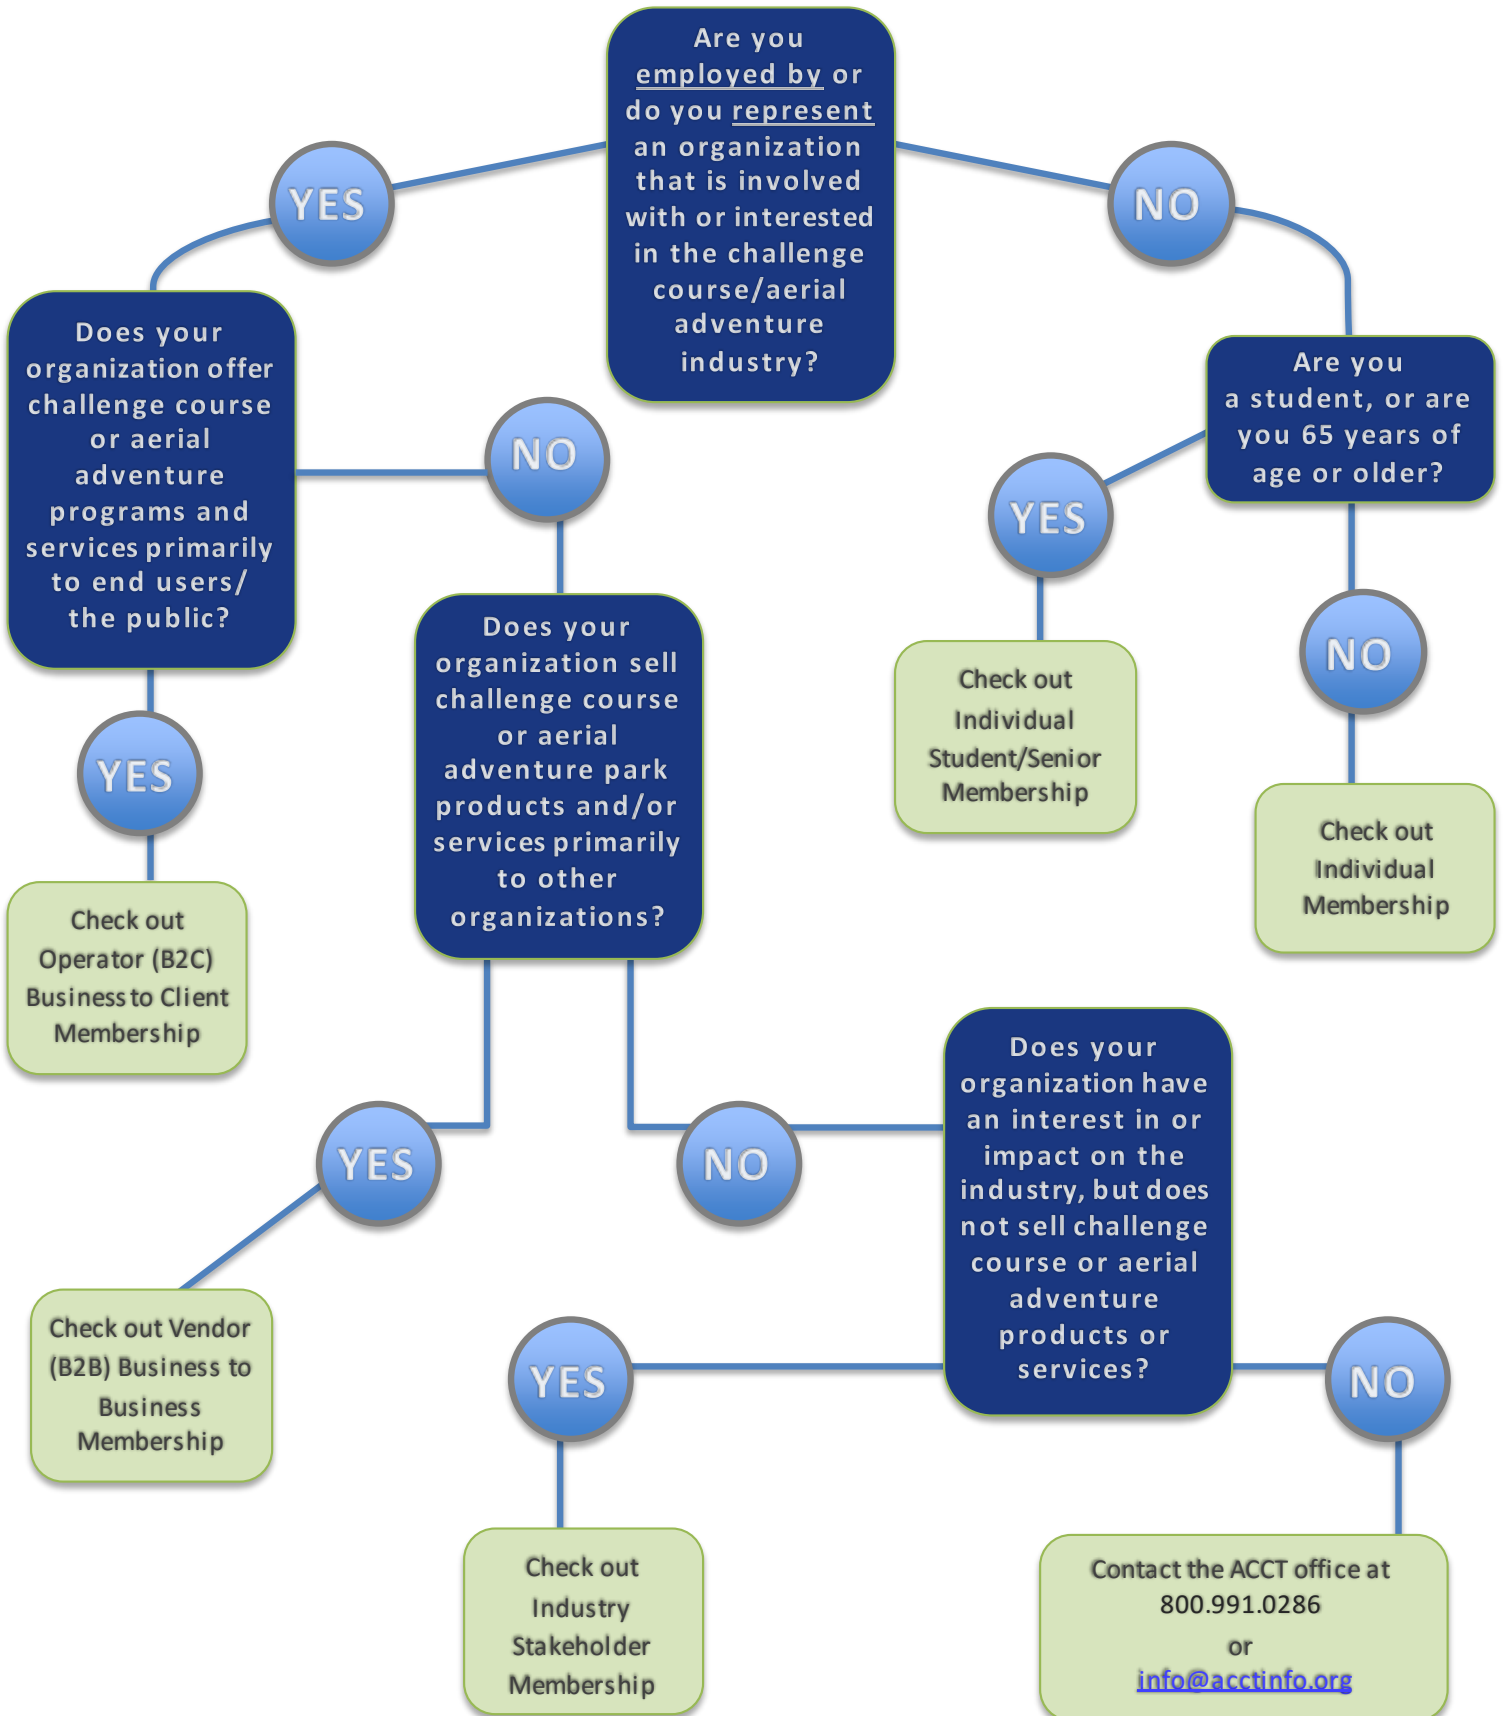 Are you
employed by or
do you represent
an organization
that is involved
with or interested
in the challenge
course/aerial
adventure
industry?
YES
NO
Does your
organization offer
challenge course
or aerial
adventure
programs and
services primarily
to end users/
the public?
Are you
a student, or are
you 65 years of
age or older?
NO
YES
NO
Does your
organization sell
challenge course
or aerial
adventure park
products and/or
services primarily
to other
organizations?
Check out
Individual
Student/Senior
Membership
YES
Check out
Individual
Membership
Check out
Operator (B2C)
Business to Client
Membership
Does your
organization have
an interest in or
impact on the
industry, but does
not sell challenge
course or aerial
adventure
products or
services?
YES
NO
Check out Vendor
(B2B) Business to
Business
Membership
YES
NO
Check out
Industry
Stakeholder
Membership
Contact the ACCT office at
800.991.0286
or
info@acctinfo.org